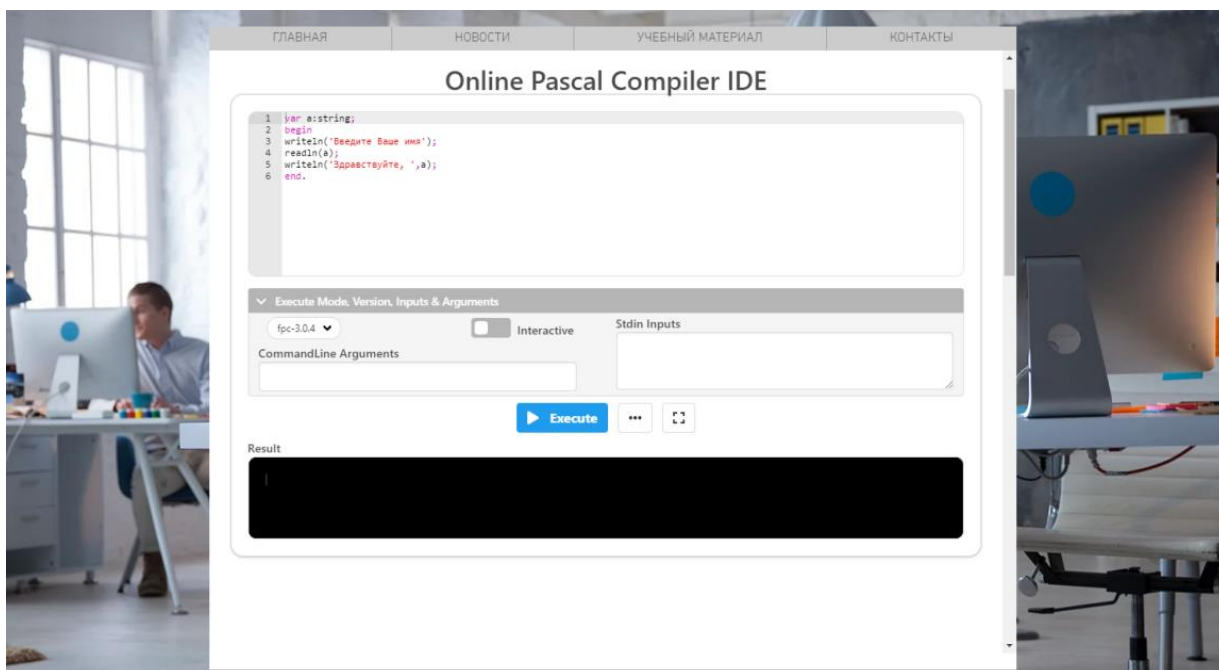 ГЛАВНАЯ НОВОСТИ УЧЕБНЫЙ МАТЕРИАЛ КОНТАКТЫ
Online Pascal Compiler IDE
1 var a:string;
2 begin
3 writeln('Введите Ваше имя');
4 readln(a);
5 writeln('Здравствуйте, ',a);
6 end.
Execute Mode, Version, Inputs & Arguments
fpc-3.0.4 Interactive Stdin Inputs
CommandLine Arguments
Execute
Result